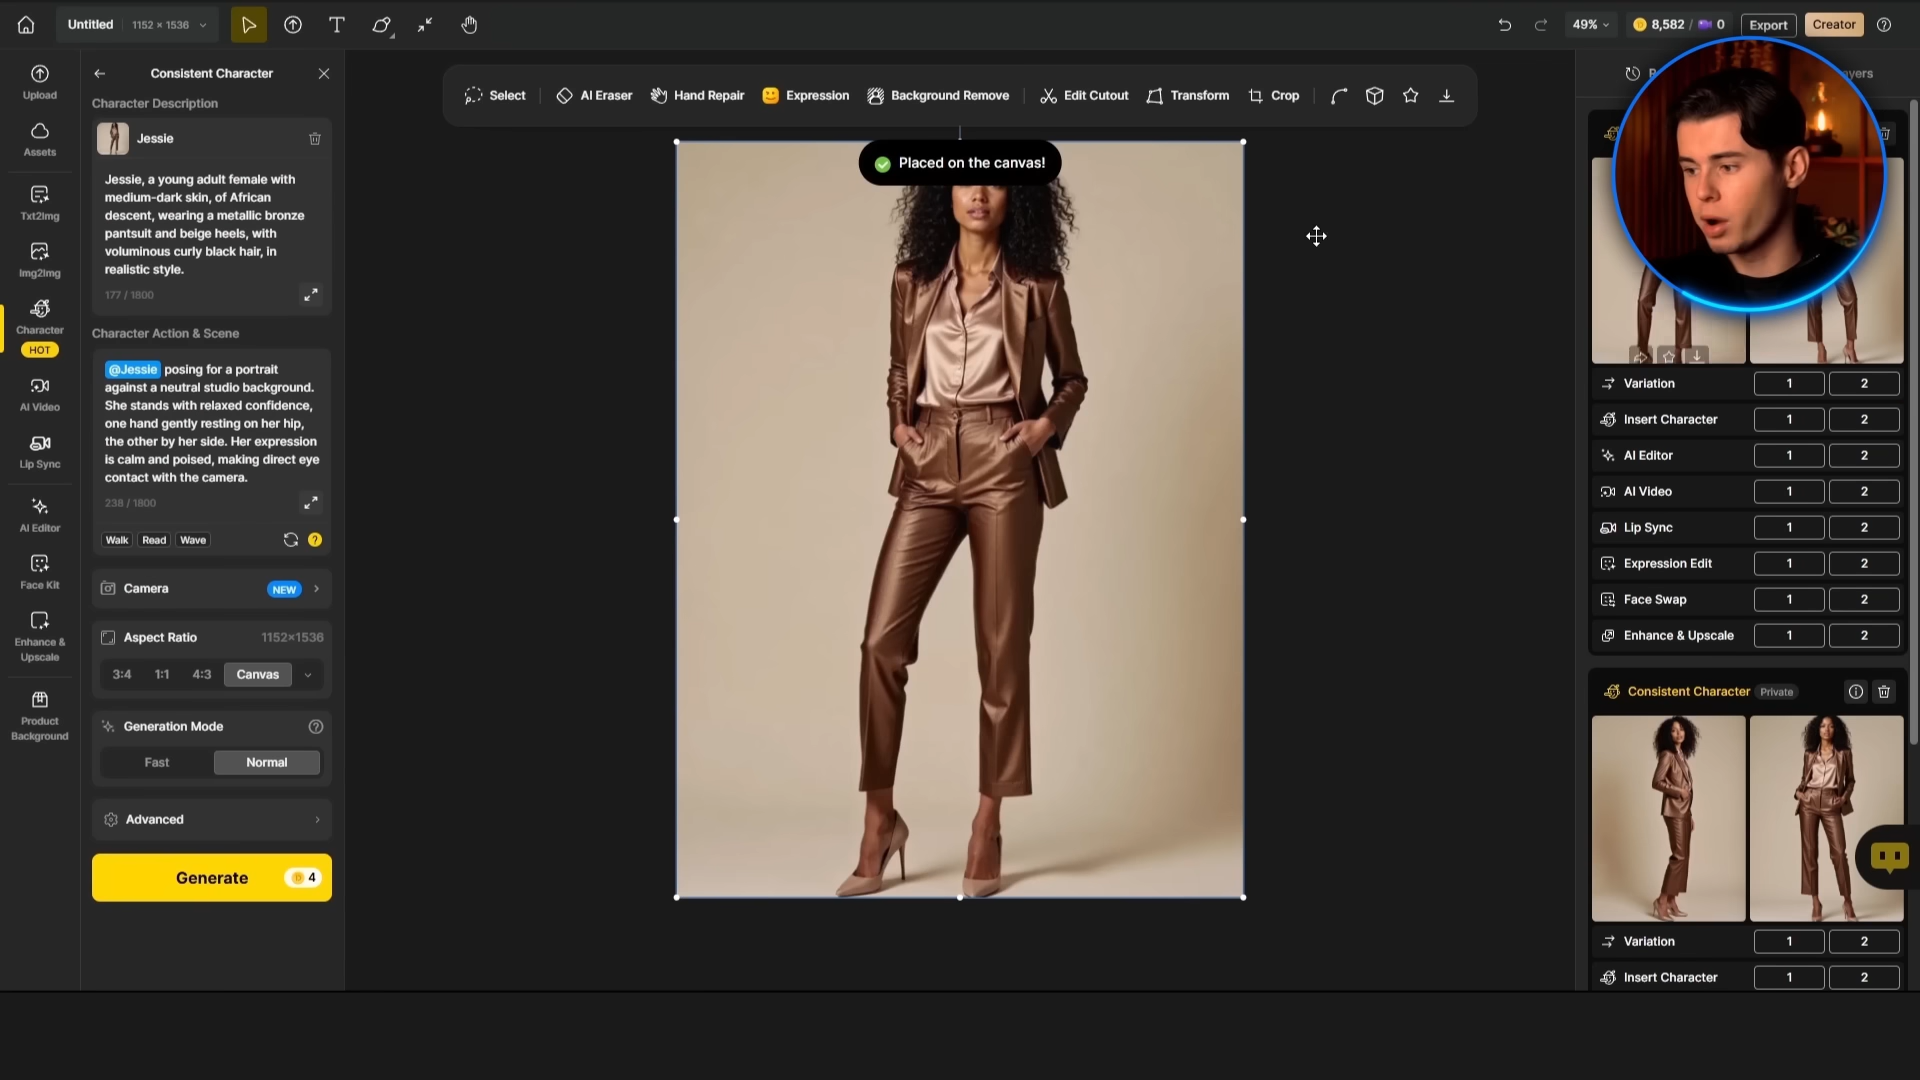 Untitled 1152 × 1536
49% 8,582 / 0 Export Creator
Upload
Assets
Txt2Img
Img2Img
Character
HOT
AI Video
Lip Sync
AI Editor
Face Kit
Enhance &
Upscale
Product
Background
Consistent Character
Character Description
Jessie
Jessie, a young adult female with
medium-dark skin, of African
descent, wearing a metallic bronze
pantsuit and beige heels, with
voluminous curly black hair, in
realistic style.
177 / 1800
Character Action & Scene
@Jessie posing for a portrait
against a neutral studio background.
She stands with relaxed confidence,
one hand gently resting on her hip,
the other by her side. Her expression
is calm and poised, making direct eye
contact with the camera.
238 / 1800
Walk Read Wave
Camera NEW
Aspect Ratio 1152×1536
3:4 1:1 4:3 Canvas
Generation Mode
Fast Normal
Advanced
Generate 4
Select AI Eraser Hand Repair Expression Background Remove Edit Cutout Transform Crop
Placed on the canvas!
Variation 1 2
Insert Character 1 2
AI Editor 1 2
AI Video 1 2
Lip Sync 1 2
Expression Edit 1 2
Face Swap 1 2
Enhance & Upscale 1 2
Consistent Character Private
Variation 1 2
Insert Character 1 2